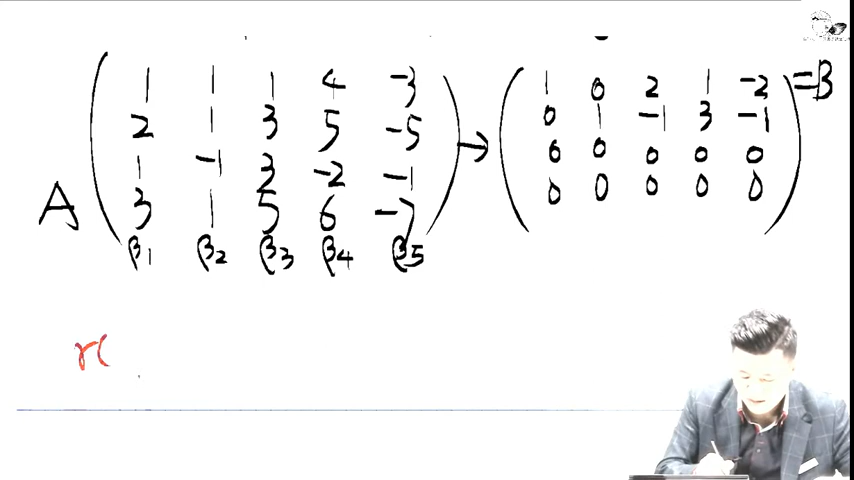 1 1 1 4 -3 1 0 2 1 -2 =B
2 1 3 5 -5 0 1 -1 3 -1
1 -1 3 -2 -1 → 0 0 0 0 0
A 3 1 5 6 -7 0 0 0 0 0
β1 β2 β3 β4 β5
r(